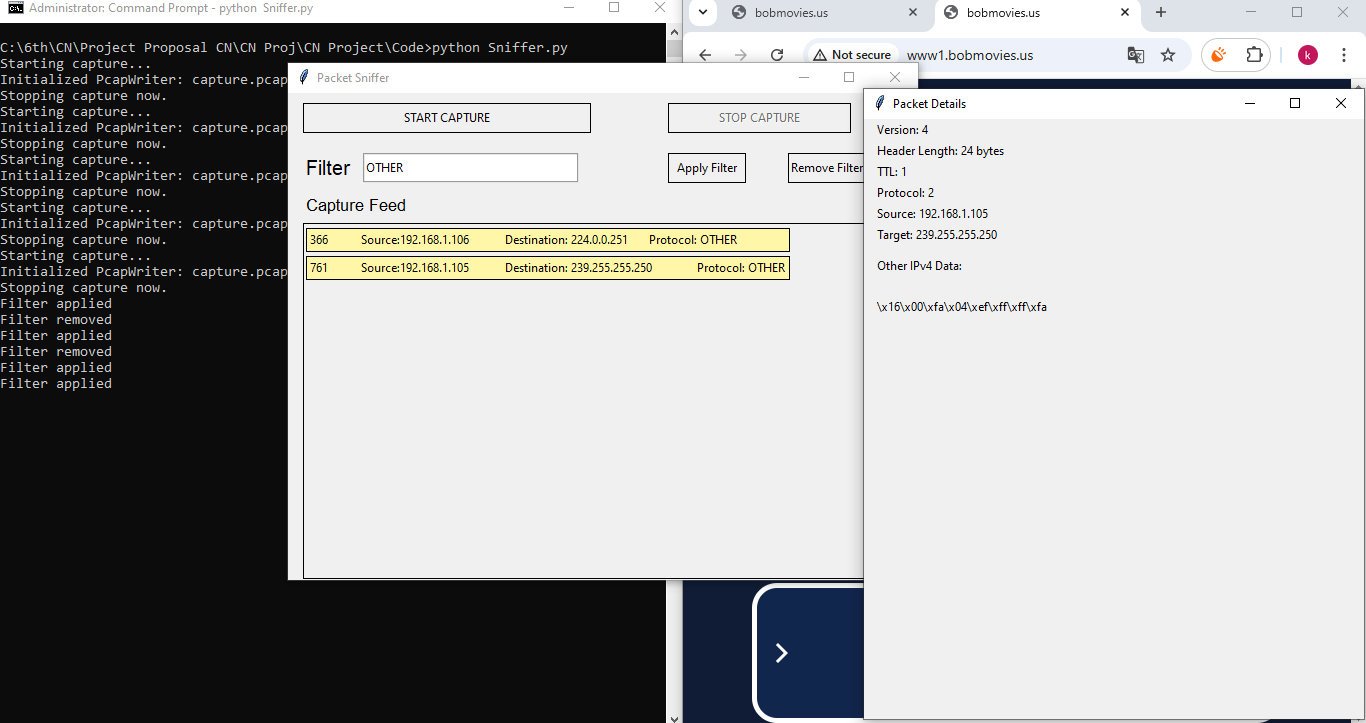 Administrator: Command Prompt - python  Sniffer.py
C:\6th\CN\Project Proposal CN\CN Proj\CN Project\Code>python Sniffer.py
Starting capture...
Initialized PcapWriter: capture.pcap
Stopping capture now.
Starting capture...
Initialized PcapWriter: capture.pcap
Stopping capture now.
Starting capture...
Initialized PcapWriter: capture.pcap
Stopping capture now.
Starting capture...
Initialized PcapWriter: capture.pcap
Stopping capture now.
Starting capture...
Initialized PcapWriter: capture.pcap
Stopping capture now.
Filter applied
Filter removed
Filter applied
Filter removed
Filter applied
Filter applied
Packet Sniffer
START CAPTURE
STOP CAPTURE
Filter
OTHER
Apply Filter
Remove Filter
Capture Feed
366 Source:192.168.1.106 Destination: 224.0.0.251 Protocol: OTHER
761 Source:192.168.1.105 Destination: 239.255.255.250 Protocol: OTHER
bobmovies.us
bobmovies.us
Not secure
www1.bobmovies.us
k
Packet Details
Version: 4
Header Length: 24 bytes
TTL: 1
Protocol: 2
Source: 192.168.1.105
Target: 239.255.255.250
Other IPv4 Data:
\x16\x00\xfa\x04\xef\xff\xff\xfa